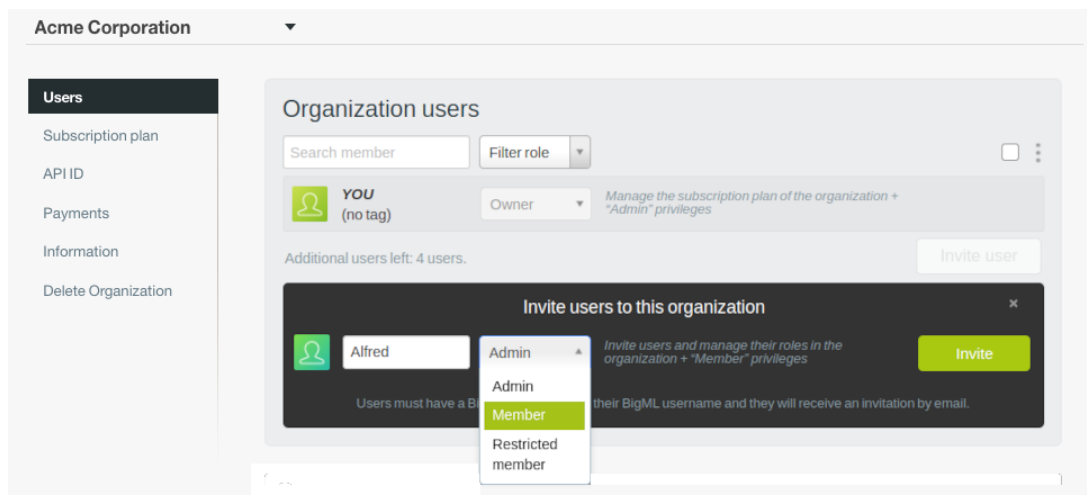 Acme Corporation
Users
Subscription plan
API ID
Payments
Information
Delete Organization
Organization users
Search member
Filter role
YOU
(no tag)
Owner
Manage the subscription plan of the organization +
“Admin” privileges
Additional users left: 4 users.
Invite user
Invite users to this organization
×
Alfred
Admin
Invite users and manage their roles in the
organization + “Member” privileges
Invite
Admin
Users must have a
their BigML username and they will receive an invitation by email.
Member
Restricted
member